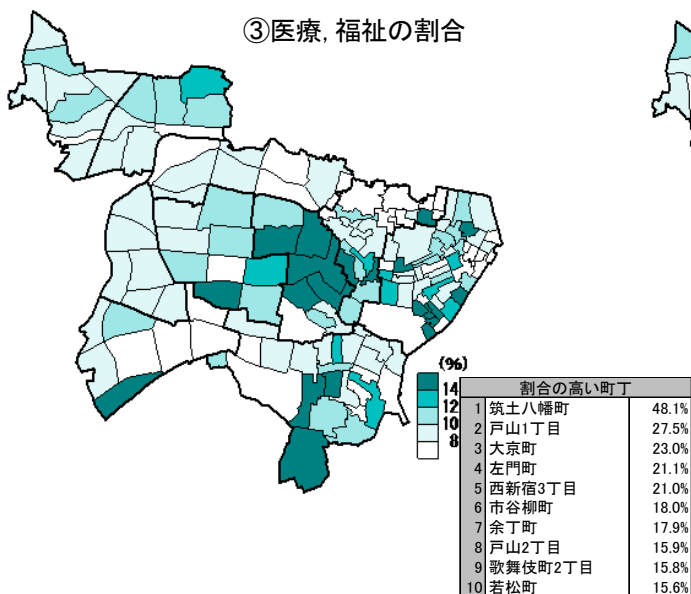 ③医療, 福祉の割合
(%)
14
12
10
8
割合の高い町丁
1 筑土八幡町 48.1%
2 戸山1丁目 27.5%
3 大京町 23.0%
4 左門町 21.1%
5 西新宿3丁目 21.0%
6 市谷柳町 18.0%
7 余丁町 17.9%
8 戸山2丁目 15.9%
9 歌舞伎町2丁目 15.8%
10 若松町 15.6%